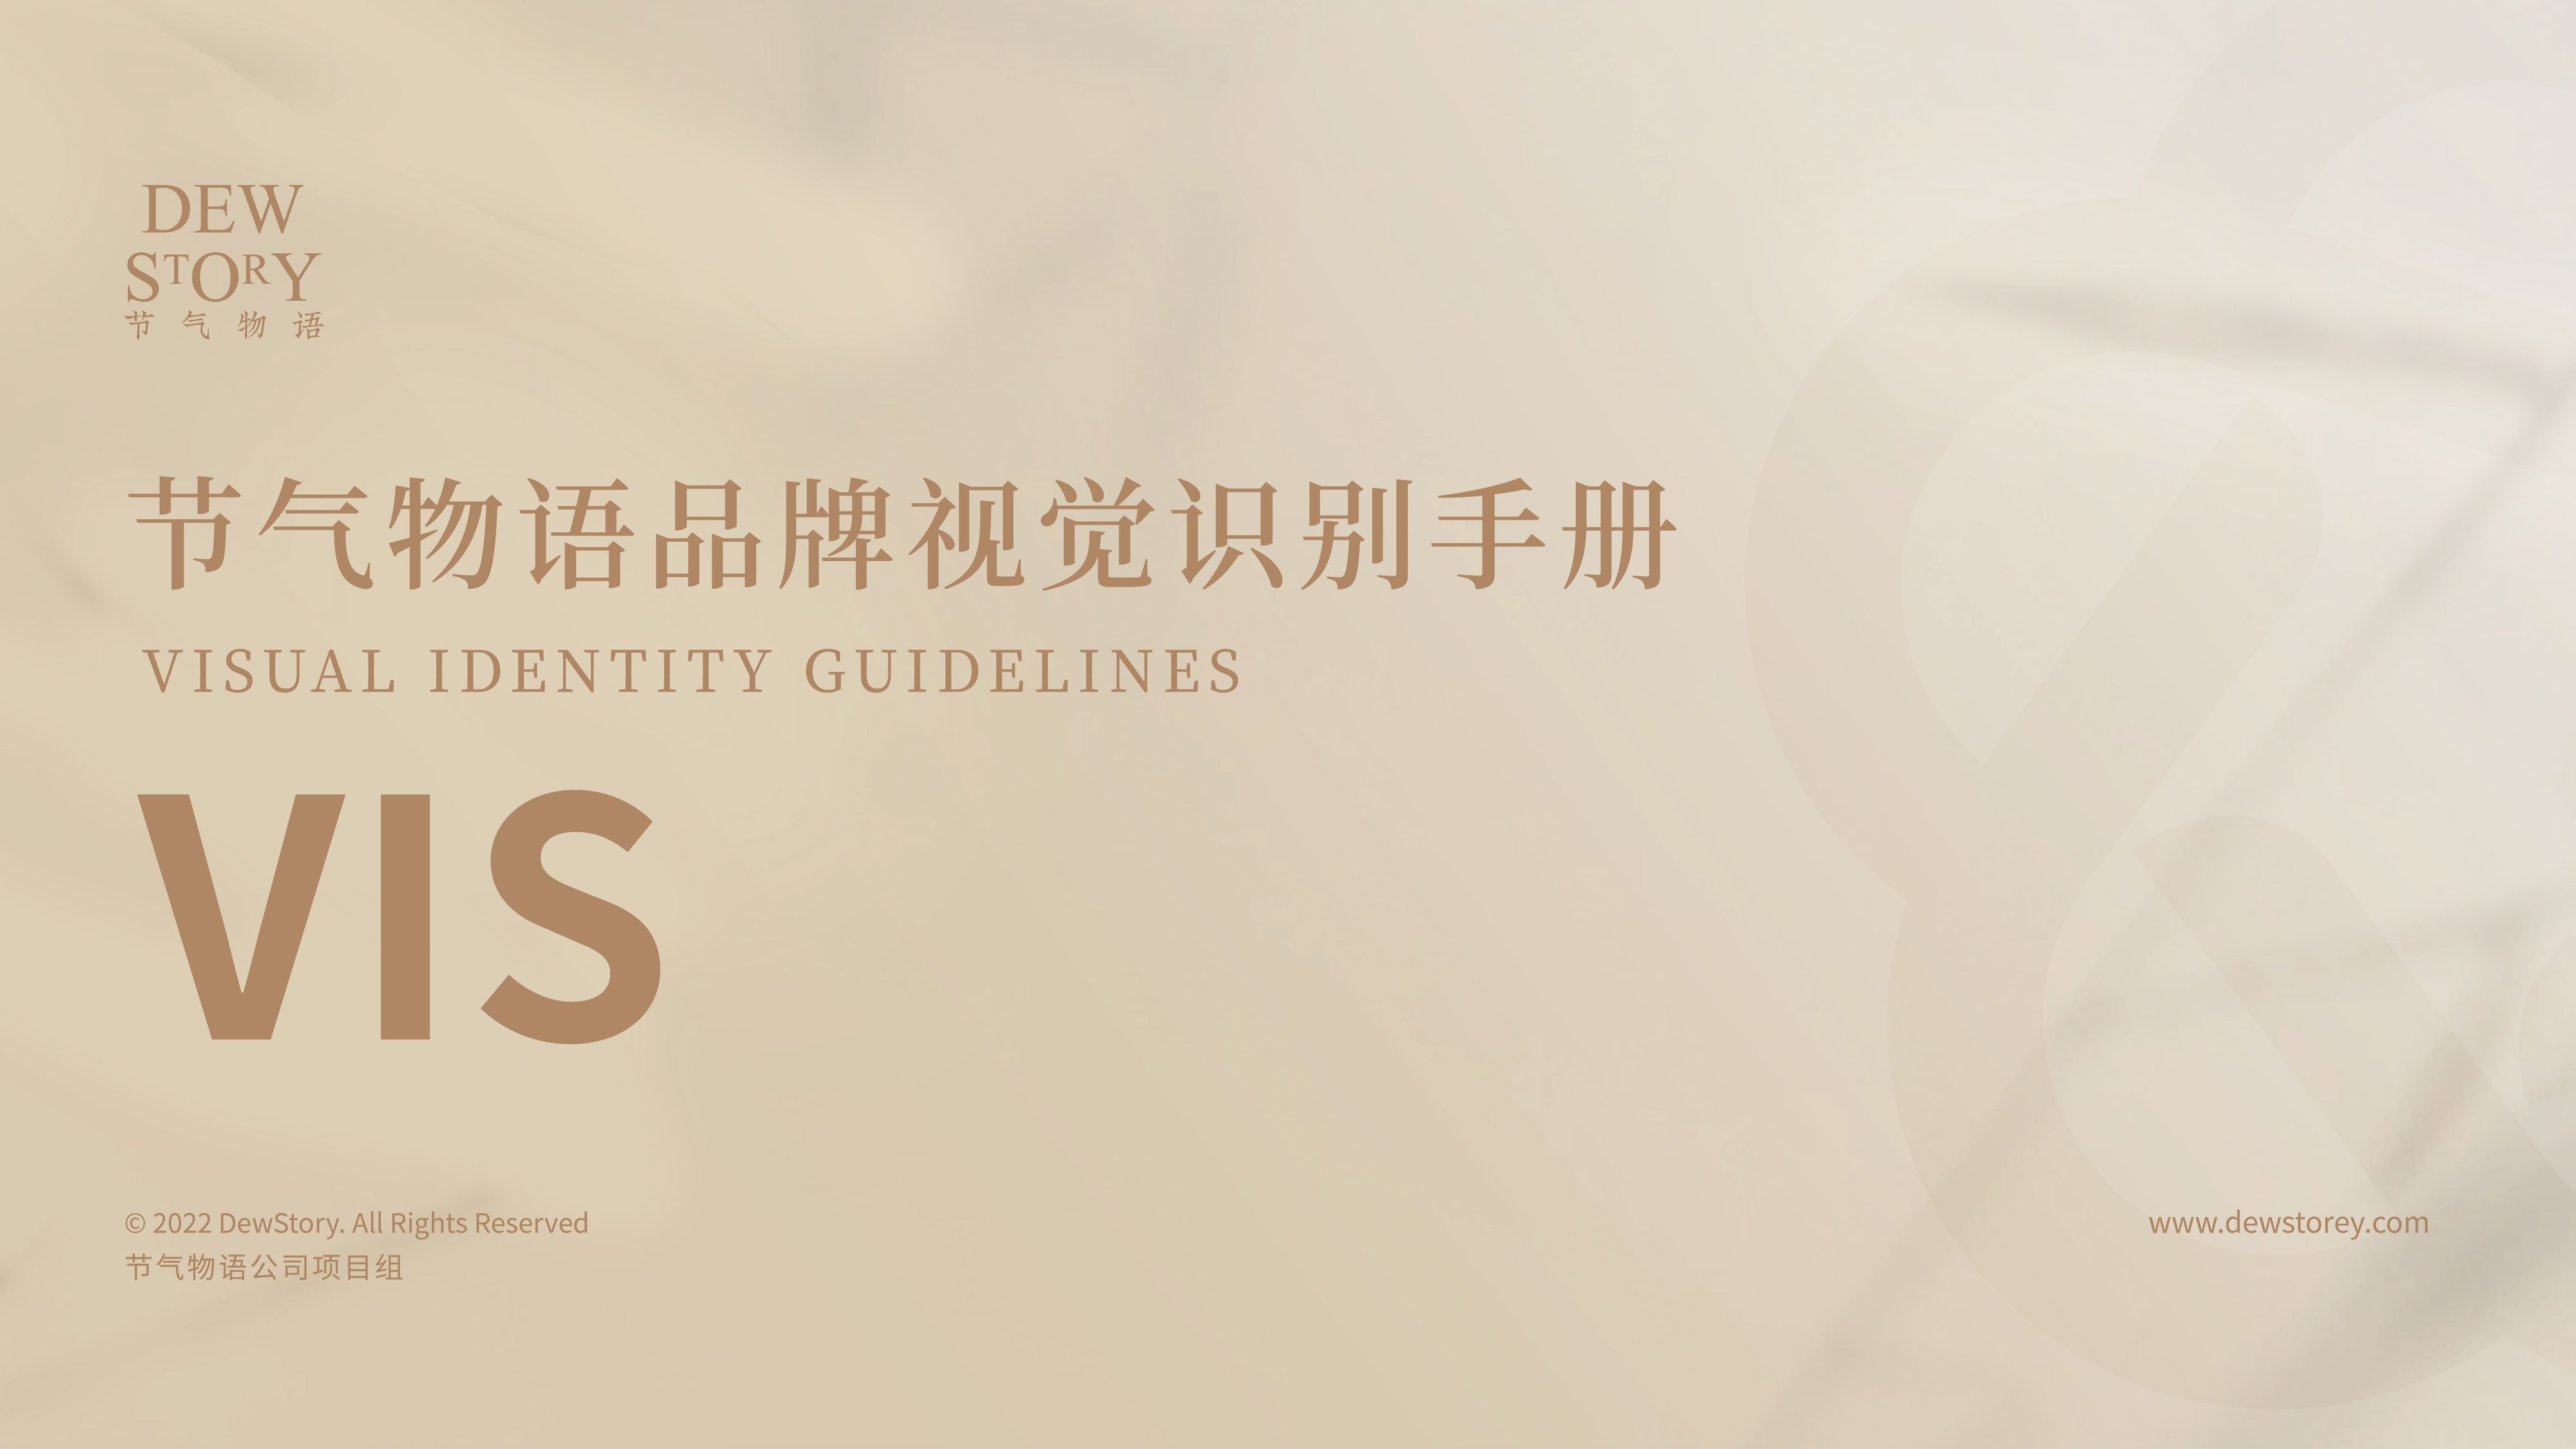 DEW
STORY
节气物语
节气物语品牌视觉识别手册
VISUAL IDENTITY GUIDELINES
VIS
© 2022 DewStory. All Rights Reserved
节气物语公司项目组
www.dewstorey.com